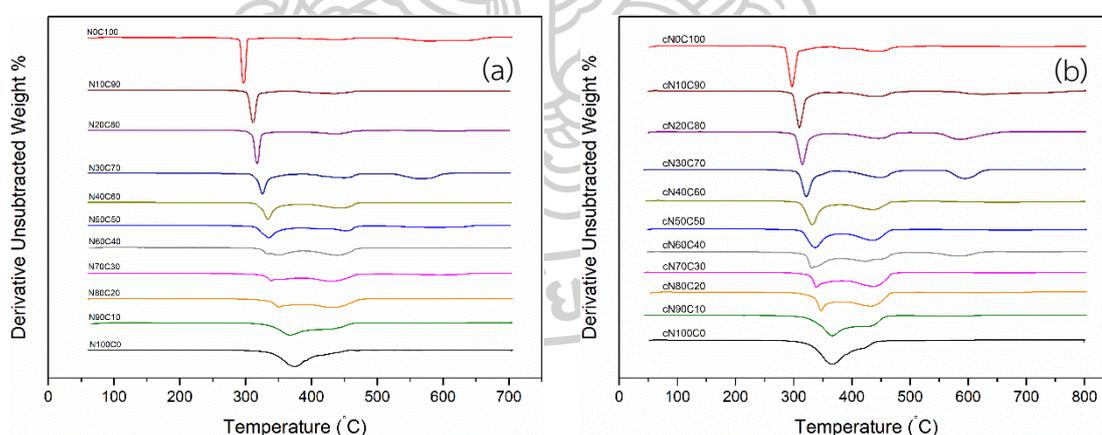 Derivative Unsubtracted Weight %
(a)
N0C100
N10C90
N20C80
N30C70
N40C60
N50C50
N60C40
N70C30
N80C20
N90C10
N100C0
0 100 200 300 400 500 600 700
Temperature (°C)
Derivative Unsubtracted Weight %
(b)
cN0C100
cN10C90
cN20C80
cN30C70
cN40C60
cN50C50
cN60C40
cN70C30
cN80C20
cN90C10
cN100C0
0 100 200 300 400 500 600 700 800
Temperature (°C)